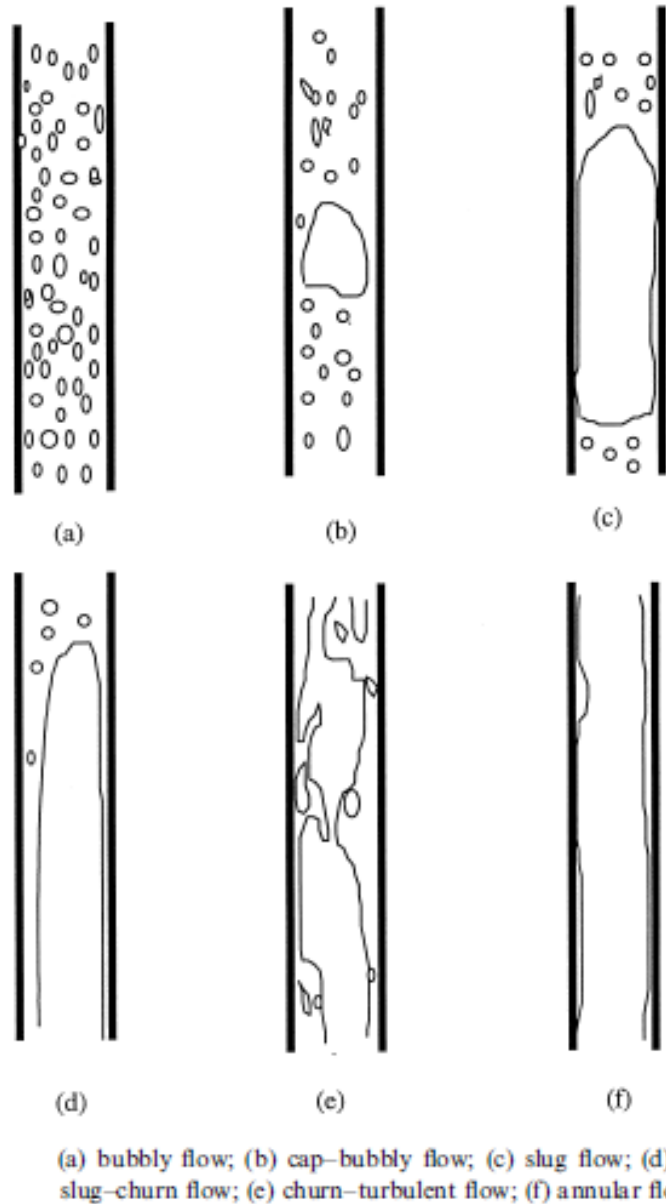 (a)
(b)
(c)
(d)
(e)
(f)
(a) bubbly flow; (b) cap–bubbly flow; (c) slug flow; (d)
slug–churn flow; (e) churn–turbulent flow; (f) annular fl